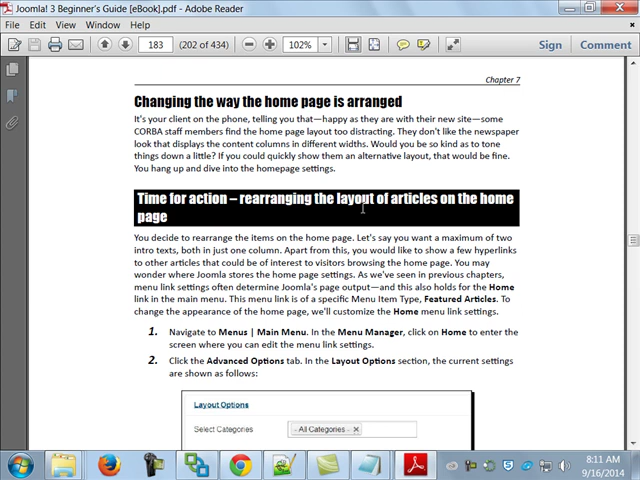 Joomla! 3 Beginner's Guide [eBook].pdf - Adobe Reader
File Edit View Window Help
183 (202 of 434) 102% Sign Comment
Chapter 7
Changing the way the home page is arranged
It's your client on the phone, telling you that—happy as they are with their new site—some
CORBA staff members find the home page layout too distracting. They don't like the newspaper
look that displays the content columns in different widths. Would you be so kind as to tone
things down a little? If you could quickly show them an alternative layout, that would be fine.
You hang up and dive into the homepage settings.
Time for action – rearranging the layout of articles on the home
page
You decide to rearrange the items on the home page. Let's say you want a maximum of two
intro texts, both in just one column. Apart from this, you would like to show a few hyperlinks
to other articles that could be of interest to visitors browsing the home page. You may
wonder where Joomla stores the home page settings. As we've seen in previous chapters,
menu link settings often determine Joomla's page output—and this also holds for the Home
link in the main menu. This menu link is of a specific Menu Item Type, Featured Articles. To
change the appearance of the home page, we'll customize the Home menu link settings.
1. Navigate to Menus | Main Menu. In the Menu Manager, click on Home to enter the
screen where you can edit the menu link settings.
2. Click the Advanced Options tab. In the Layout Options section, the current settings
are shown as follows:
Layout Options
Select Categories - All Categories - ×
8:11 AM
9/16/2014